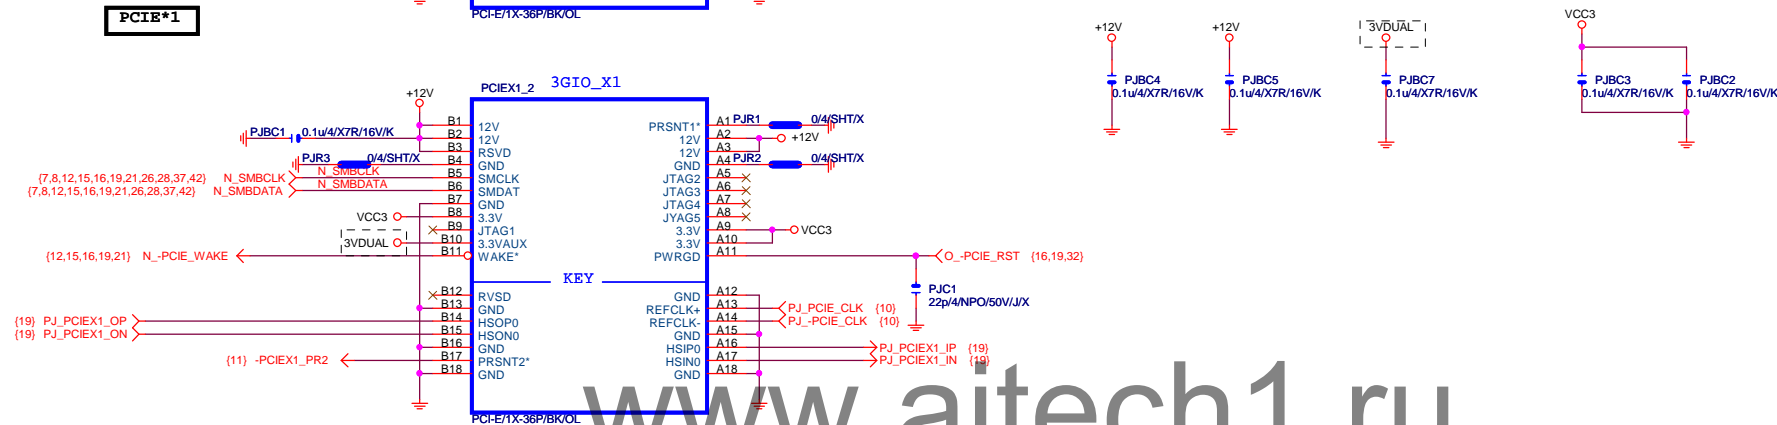 PCIE*1
PCI-E/1X-36P/BK/OL
PCIEX1_2 3GIO_X1
+12V
PJBC1 0.1u/4/X7R/16V/K
PJR3 0/4/SHT/X
{7,8,12,15,16,19,21,26,28,37,42} N_SMBCLK N_SMBCLK
{7,8,12,15,16,19,21,26,28,37,42} N_SMBDATA N_SMBDATA
VCC3
3VDUAL
{12,15,16,19,21} N_-PCIE_WAKE
{19} PJ_PCIEX1_OP
{19} PJ_PCIEX1_ON
{11} -PCIEX1_PR2
B1 12V
B2 12V
B3 RSVD
B4 GND
B5 SMCLK
B6 SMDAT
B7 GND
B8 3.3V
B9 JTAG1
B10 3.3VAUX
B11 WAKE*
KEY
B12 RVSD
B13 GND
B14 HSOP0
B15 HSON0
B16 GND
B17 PRSNT2*
B18 GND
PRSNT1* A1
12V A2
12V A3
GND A4
JTAG2 A5
JTAG3 A6
JTAG4 A7
JYAG5 A8
3.3V A9
3.3V A10
PWRGD A11
GND A12
REFCLK+ A13
REFCLK- A14
GND A15
HSIP0 A16
HSIN0 A17
GND A18
PJR1 0/4/SHT/X
+12V
PJR2 0/4/SHT/X
VCC3
O_-PCIE_RST {16,19,32}
PJC1
22p/4/NPO/50V/J/X
PJ_PCIE_CLK {10}
PJ_-PCIE_CLK {10}
PJ_PCIEX1_IP {19}
PJ_PCIEX1_IN {19}
PCI-E/1X-36P/BK/OL
+12V
PJBC4
0.1u/4/X7R/16V/K
+12V
PJBC5
0.1u/4/X7R/16V/K
3VDUAL
PJBC7
0.1u/4/X7R/16V/K
VCC3
PJBC3
0.1u/4/X7R/16V/K
PJBC2
0.1u/4/X7R/16V/K
www.aitech1.ru